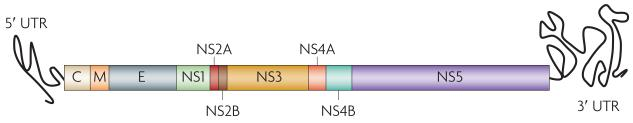 5′ UTR
NS2A
NS4A
C M E NS1 NS3 NS5
NS2B
NS4B
3′ UTR